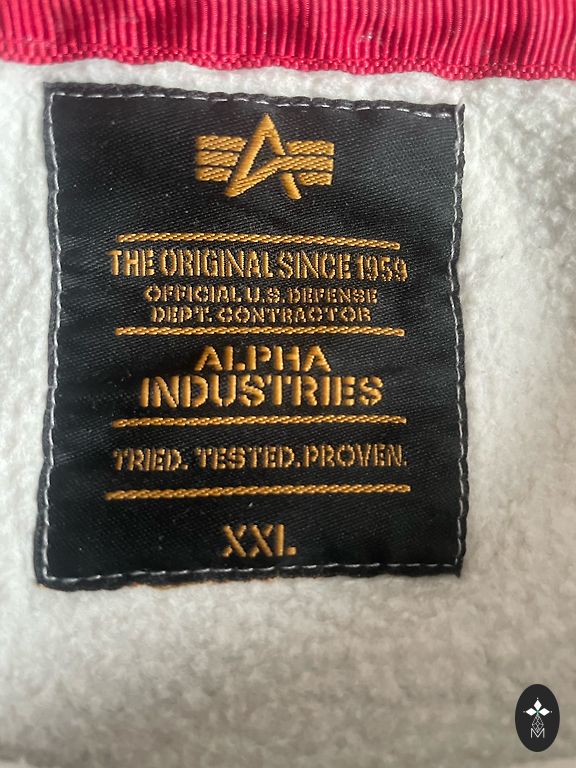 THE ORIGINAL SINCE 1959
OFFICIAL U.S. DEFENSE
DEPT. CONTRACTOR
ALPHA
INDUSTRIES
TRIED. TESTED. PROVEN.
XXL
M